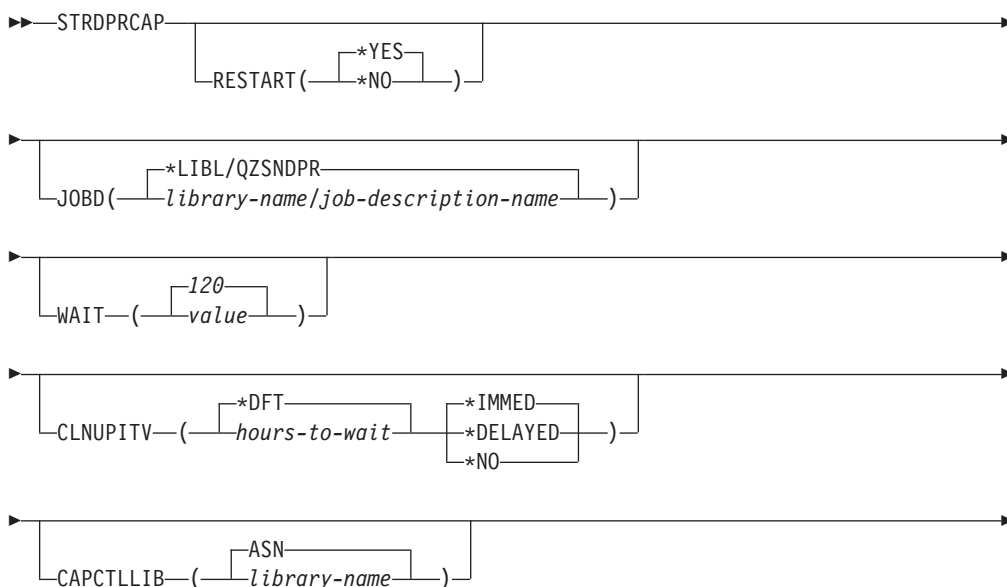 STRDPRCAP
*YES
RESTART( *NO )
*LIBL/QZSNDPR
JOBD( library-name/job-description-name )
120
WAIT ( value )
*DFT *IMMED
CLNUPITV ( hours-to-wait *DELAYED )
*NO
ASN
CAPCTLLIB ( library-name )